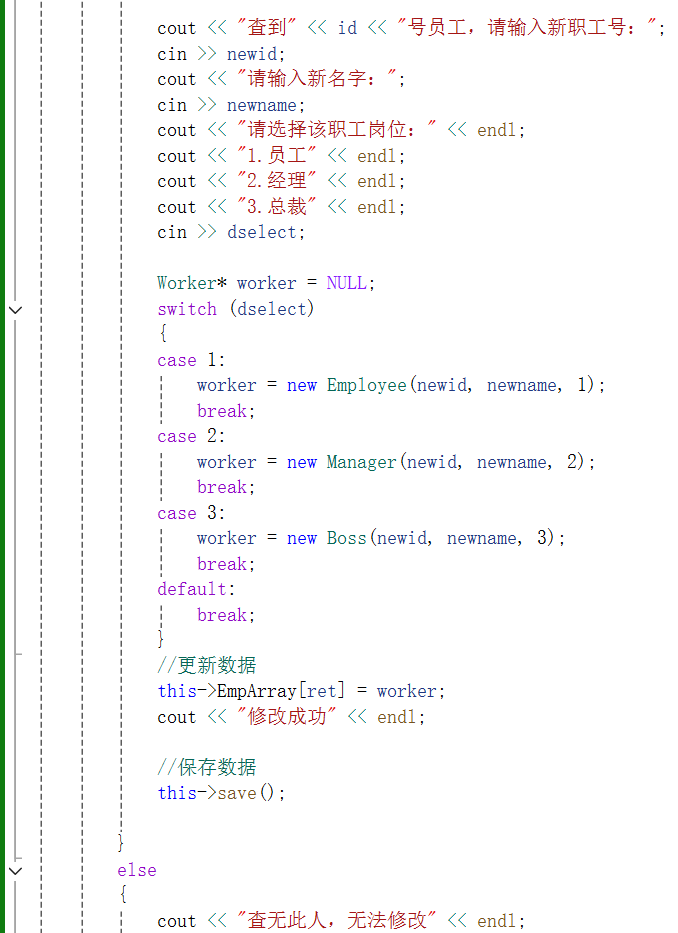 cout << "查到" << id << "号员工，请输入新职工号：";
cin >> newid;
cout << "请输入新名字：";
cin >> newname;
cout << "请选择该职工岗位：" << endl;
cout << "1.员工" << endl;
cout << "2.经理" << endl;
cout << "3.总裁" << endl;
cin >> dselect;
Worker* worker = NULL;
switch (dselect)
{
case 1:
worker = new Employee(newid, newname, 1);
break;
case 2:
worker = new Manager(newid, newname, 2);
break;
case 3:
worker = new Boss(newid, newname, 3);
break;
default:
break;
}
//更新数据
this->EmpArray[ret] = worker;
cout << "修改成功" << endl;
//保存数据
this->save();
}
else
{
cout << "查无此人，无法修改" << endl;